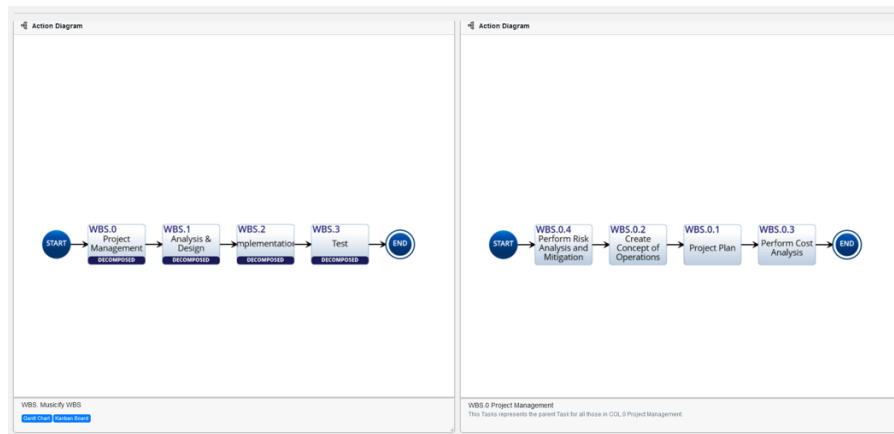 Action Diagram
START
WBS.0
Project
Management
DECOMPOSED
WBS.1
Analysis &
Design
DECOMPOSED
WBS.2
mplementatio
DECOMPOSED
WBS.3
Test
DECOMPOSED
END
WBS. Musicify WBS
Gantt Chart
Kanban Board
Action Diagram
START
WBS.0.4
Perform Risk
Analysis and
Mitigation
WBS.0.2
Create
Concept of
Operations
WBS.0.1
Project Plan
WBS.0.3
Perform Cost
Analysis
END
WBS.0 Project Management
This Tasks represents the parent Task for all those in COL.0 Project Management.